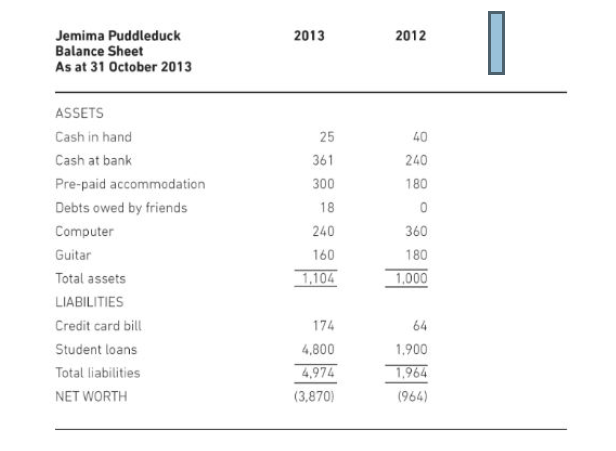 Jemima Puddleduck 2013 2012
Balance Sheet
As at 31 October 2013
ASSETS
Cash in hand 25 40
Cash at bank 361 240
Pre-paid accommodation 300 180
Debts owed by friends 18 0
Computer 240 360
Guitar 160 180
Total assets 1,104 1,000
LIABILITIES
Credit card bill 174 64
Student loans 4,800 1,900
Total liabilities 4,974 1,964
NET WORTH (3,870) (964)